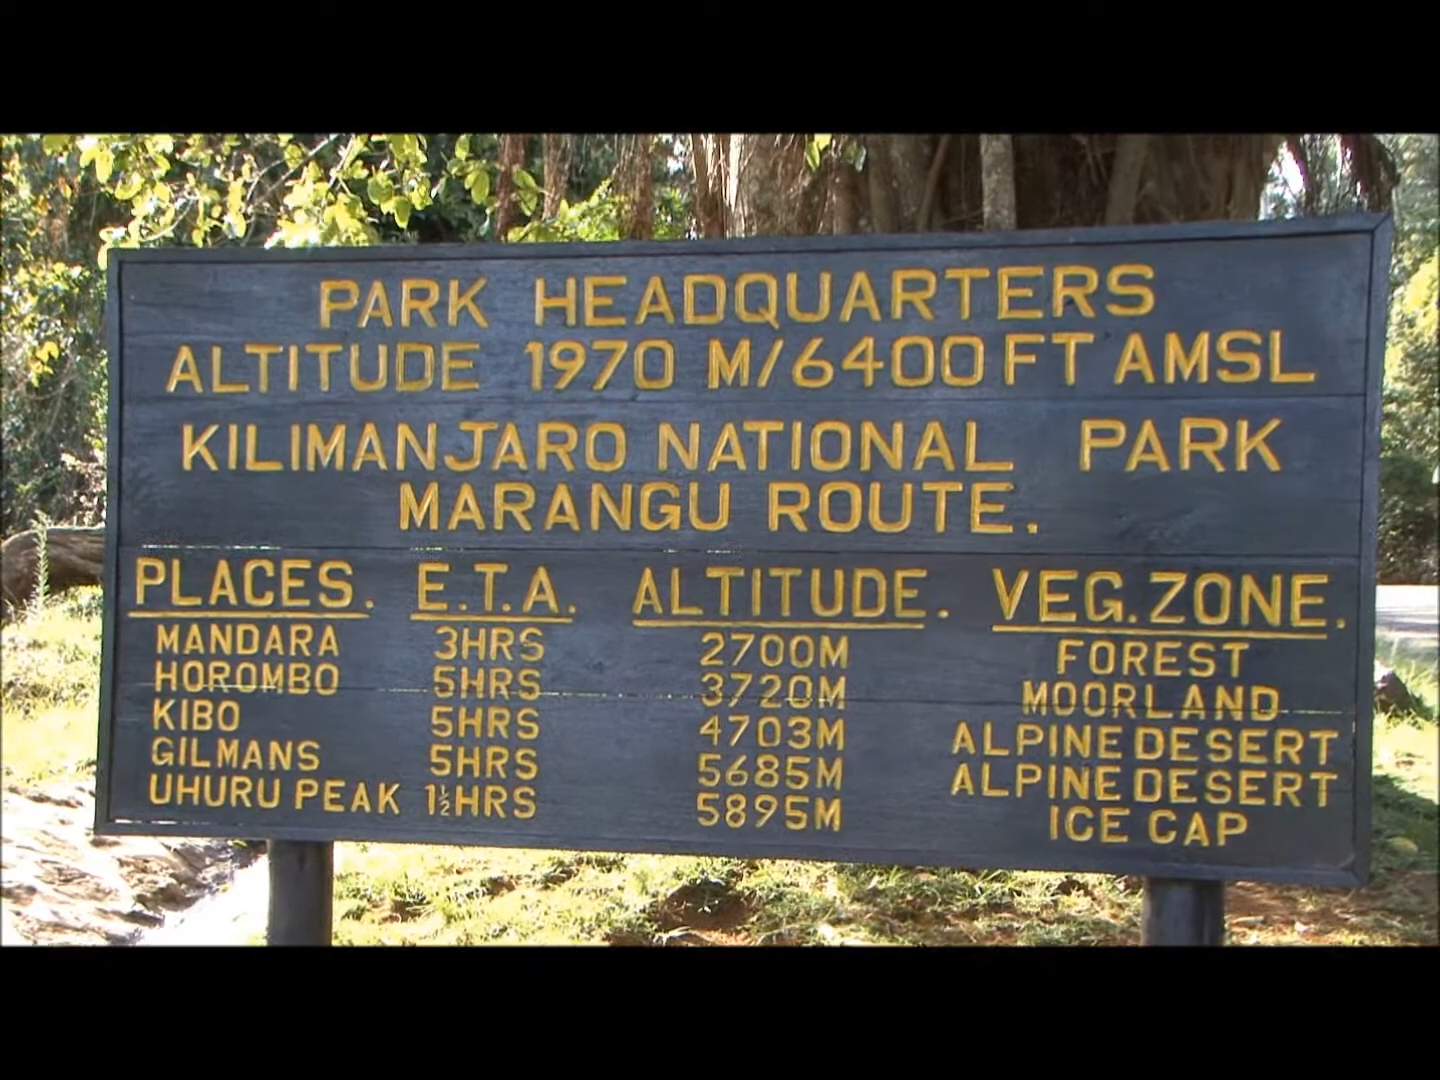 PARK HEADQUARTERS
ALTITUDE 1970 M/6400 FT AMSL
KILIMANJARO NATIONAL PARK
MARANGU ROUTE.
PLACES. E.T.A. ALTITUDE. VEG.ZONE.
MANDARA 3HRS 2700M FOREST
HOROMBO 5HRS 3720M MOORLAND
KIBO 5HRS 4703M ALPINE DESERT
GILMANS 5HRS 5685M ALPINE DESERT
UHURU PEAK 1½HRS 5895M ICE CAP